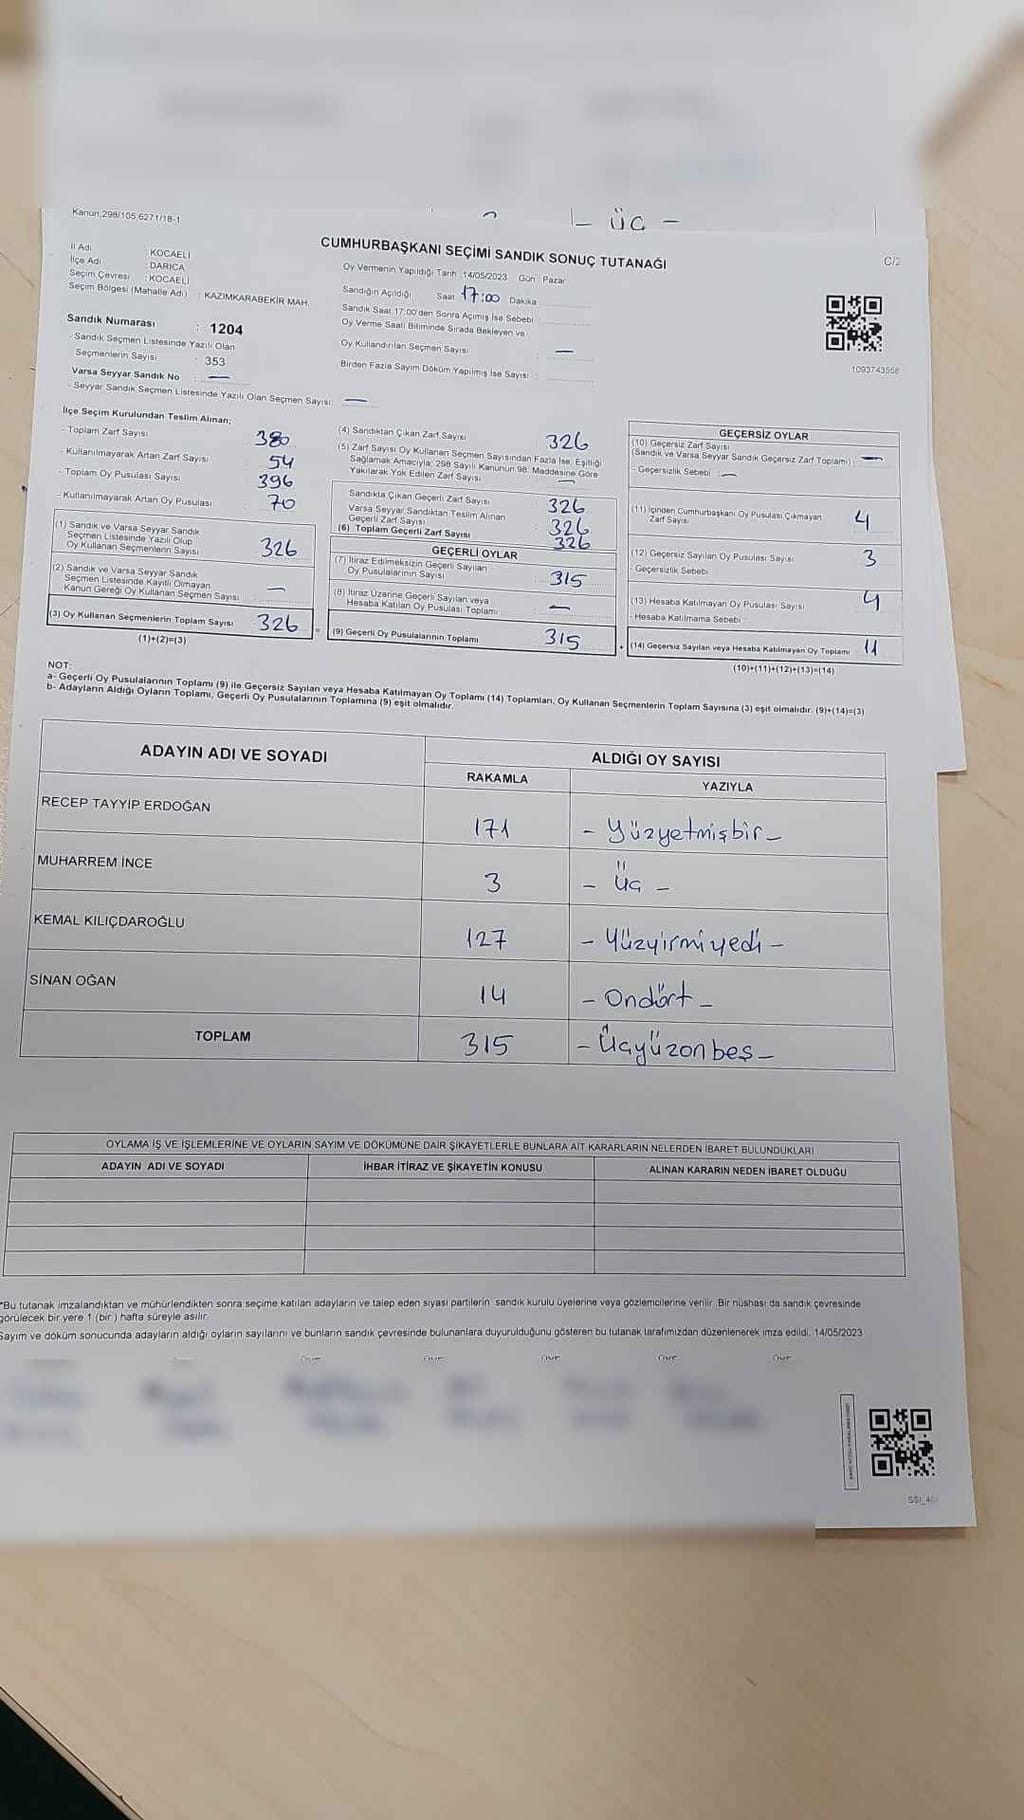 - üç -
Kanun;298/105,6271/18-1
CUMHURBAŞKANI SEÇİMİ SANDIK SONUÇ TUTANAĞI
C/2
İl Adı : KOCAELİ
İlçe Adı : DARICA
Seçim Çevresi : KOCAELİ
Seçim Bölgesi (Mahalle Adı) : KAZIMKARABEKİR MAH.
Oy Vermenin Yapıldığı Tarih :14/05/2023 Gün : Pazar
Sandığın Açıldığı Saat 17:00 Dakika
Sandık Saat 17:00'den Sonra Açımış İse Sebebi :
Oy Verme Saati Bitiminde Sırada Bekleyen ve
Oy Kullandırılan Seçmen Sayısı : —
Birden Fazla Sayım Döküm Yapılmış İse Sayısı :
1093743558
Sandık Numarası : 1204
- Sandık Seçmen Listesinde Yazılı Olan
Seçmenlerin Sayısı : 353
Varsa Seyyar Sandık No : —
- Seyyar Sandık Seçmen Listesinde Yazılı Olan Seçmen Sayısı: —
İlçe Seçim Kurulundan Teslim Alınan;
- Toplam Zarf Sayısı : 380
- Kullanılmayarak Artan Zarf Sayısı : 54
- Toplam Oy Pusulası Sayısı : 396
- Kullanılmayarak Artan Oy Pusulası : 70
(1) Sandık ve Varsa Seyyar Sandık
Seçmen Listesinde Yazılı Olup
Oy Kullanan Seçmenlerin Sayısı 326
(2) Sandık ve Varsa Seyyar Sandık
Seçmen Listesinde Kayıtlı Olmayan
Kanun Gereği Oy Kullanan Seçmen Sayısı —
(3) Oy Kullanan Seçmenlerin Toplam Sayısı 326
(1)+(2)=(3)
(4) Sandıktan Çıkan Zarf Sayısı 326
(5) Zarf Sayısı Oy Kullanan Seçmen Sayısından Fazla İse, Eşitliği
Sağlamak Amacıyla; 298 Sayılı Kanunun 98. Maddesine Göre
Yakılarak Yok Edilen Zarf Sayısı —
Sandıkta Çıkan Geçerli Zarf Sayısı 326
Varsa Seyyar Sandıktan Teslim Alınan
Geçerli Zarf Sayısı 326
(6) Toplam Geçerli Zarf Sayısı 326
GEÇERLİ OYLAR
(7) İtiraz Edilmeksizin Geçerli Sayılan
Oy Pusulalarının Sayısı 315
(8) İtiraz Üzerine Geçerli Sayılan veya
Hesaba Katılan Oy Pusulası Toplamı —
(9) Geçerli Oy Pusulalarının Toplamı 315
GEÇERSİZ OYLAR
(10) Geçersiz Zarf Sayısı
(Sandık ve Varsa Seyyar Sandık Geçersiz Zarf Toplamı) —
- Geçersizlik Sebebi : —
(11) İçinden Cumhurbaşkanı Oy Pusulası Çıkmayan
Zarf Sayısı 4
(12) Geçersiz Sayılan Oy Pusulası Sayısı 3
- Geçersizlik Sebebi :
(13) Hesaba Katılmayan Oy Pusulası Sayısı 4
- Hesaba Katılmama Sebebi :
(14) Geçersiz Sayılan veya Hesaba Katılmayan Oy Toplamı 11
(10)+(11)+(12)+(13)=(14)
NOT:
a- Geçerli Oy Pusulalarının Toplamı (9) ile Geçersiz Sayılan veya Hesaba Katılmayan Oy Toplamı (14) Toplamları, Oy Kullanan Seçmenlerin Toplam Sayısına (3) eşit olmalıdır. (9)+(14)=(3)
b- Adayların Aldığı Oyların Toplamı, Geçerli Oy Pusulalarının Toplamına (9) eşit olmalıdır.
ADAYIN ADI VE SOYADI ALDIĞI OY SAYISI
RAKAMLA YAZIYLA
RECEP TAYYİP ERDOĞAN 171 - Yüzyetmişbir -
MUHARREM İNCE 3 - üç -
KEMAL KILIÇDAROĞLU 127 - Yüzyirmiyedi -
SİNAN OĞAN 14 - Ondört -
TOPLAM 315 - Üçyüzonbeş -
OYLAMA İŞ VE İŞLEMLERİNE VE OYLARIN SAYIM VE DÖKÜMÜNE DAİR ŞİKAYETLERLE BUNLARA AİT KARARLARIN NELERDEN İBARET BULUNDUKLARI
ADAYIN ADI VE SOYADI İHBAR İTİRAZ VE ŞİKAYETİN KONUSU ALINAN KARARIN NEDEN İBARET OLDUĞU
*Bu tutanak imzalandıktan ve mühürlendikten sonra seçime katılan adayların ve talep eden siyasi partilerin sandık kurulu üyelerine veya gözlemcilerine verilir. Bir nüshası da sandık çevresinde
görülecek bir yere 1 (bir ) hafta süreyle asılır.
Sayım ve döküm sonucunda adayların aldığı oyların sayılarını ve bunların sandık çevresinde bulunanlara duyurulduğunu gösteren bu tutanak tarafımızdan düzenlenerek imza edildi. 14/05/2023